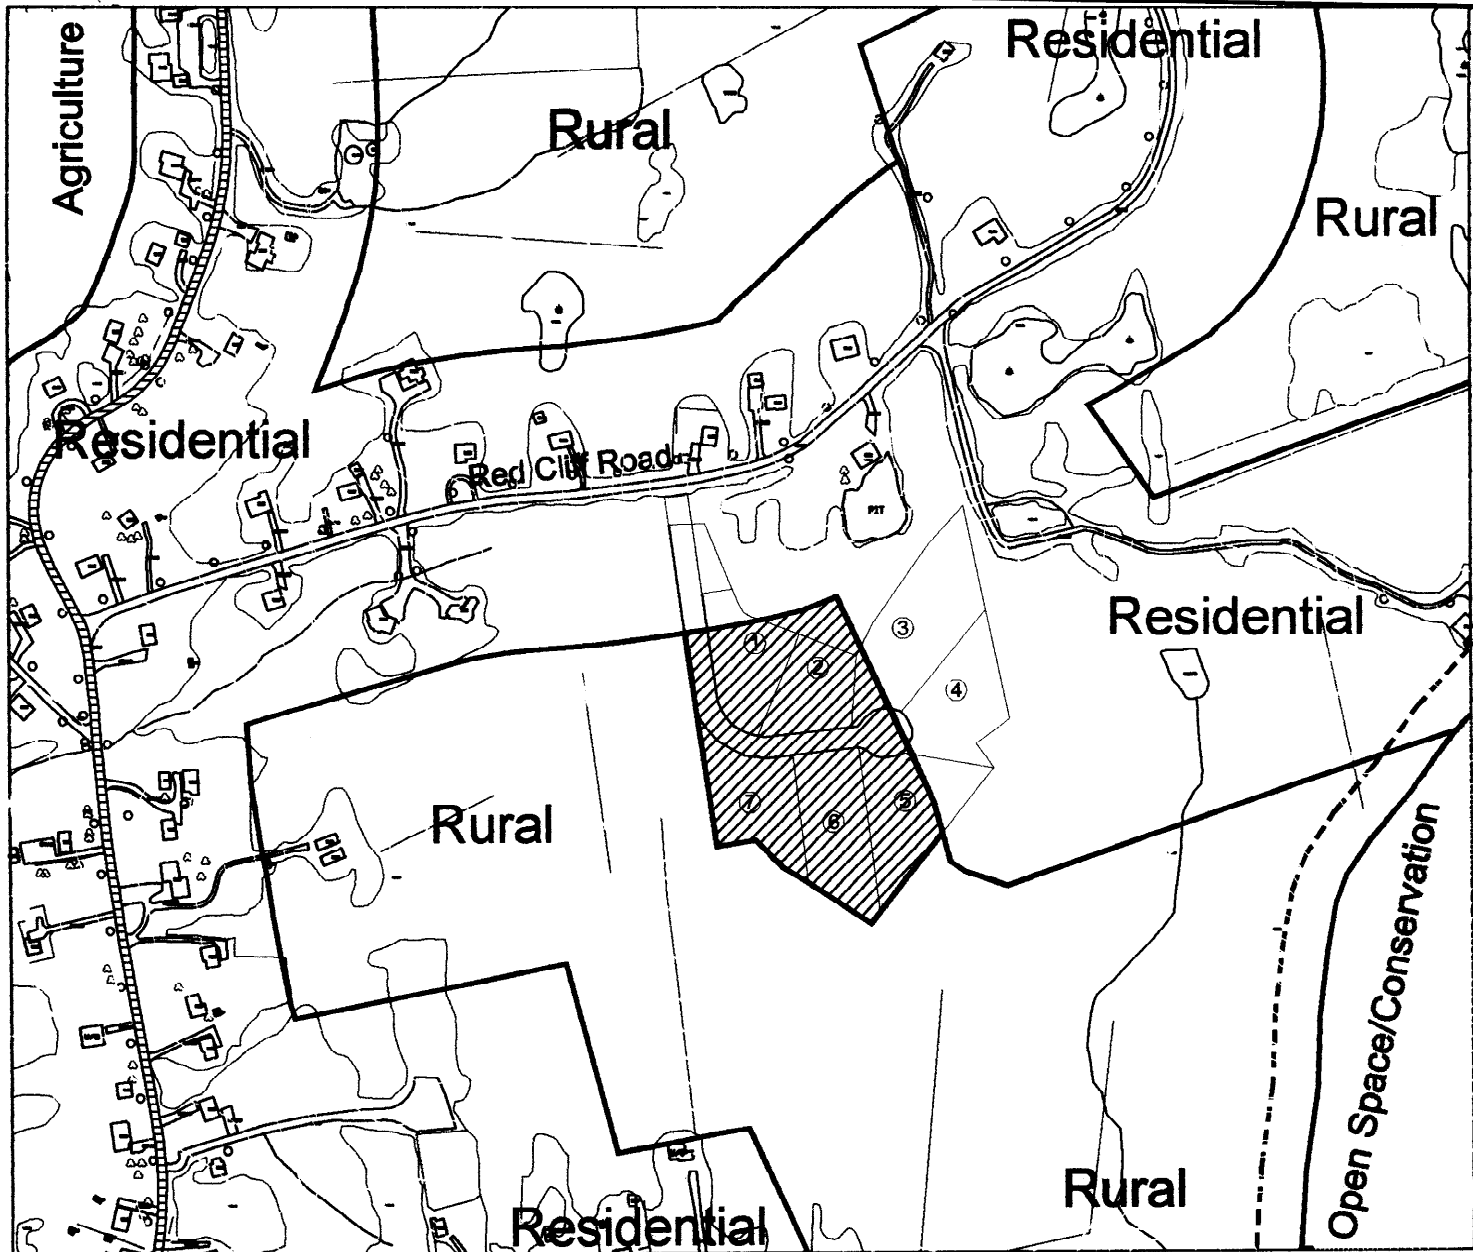 Agriculture
Residential
Rural
Rural
Residential
Red Cliff Road
PIT
Residential
1
2
3
4
5
6
7
Rural
Open Space/Conservation
Rural
Residential